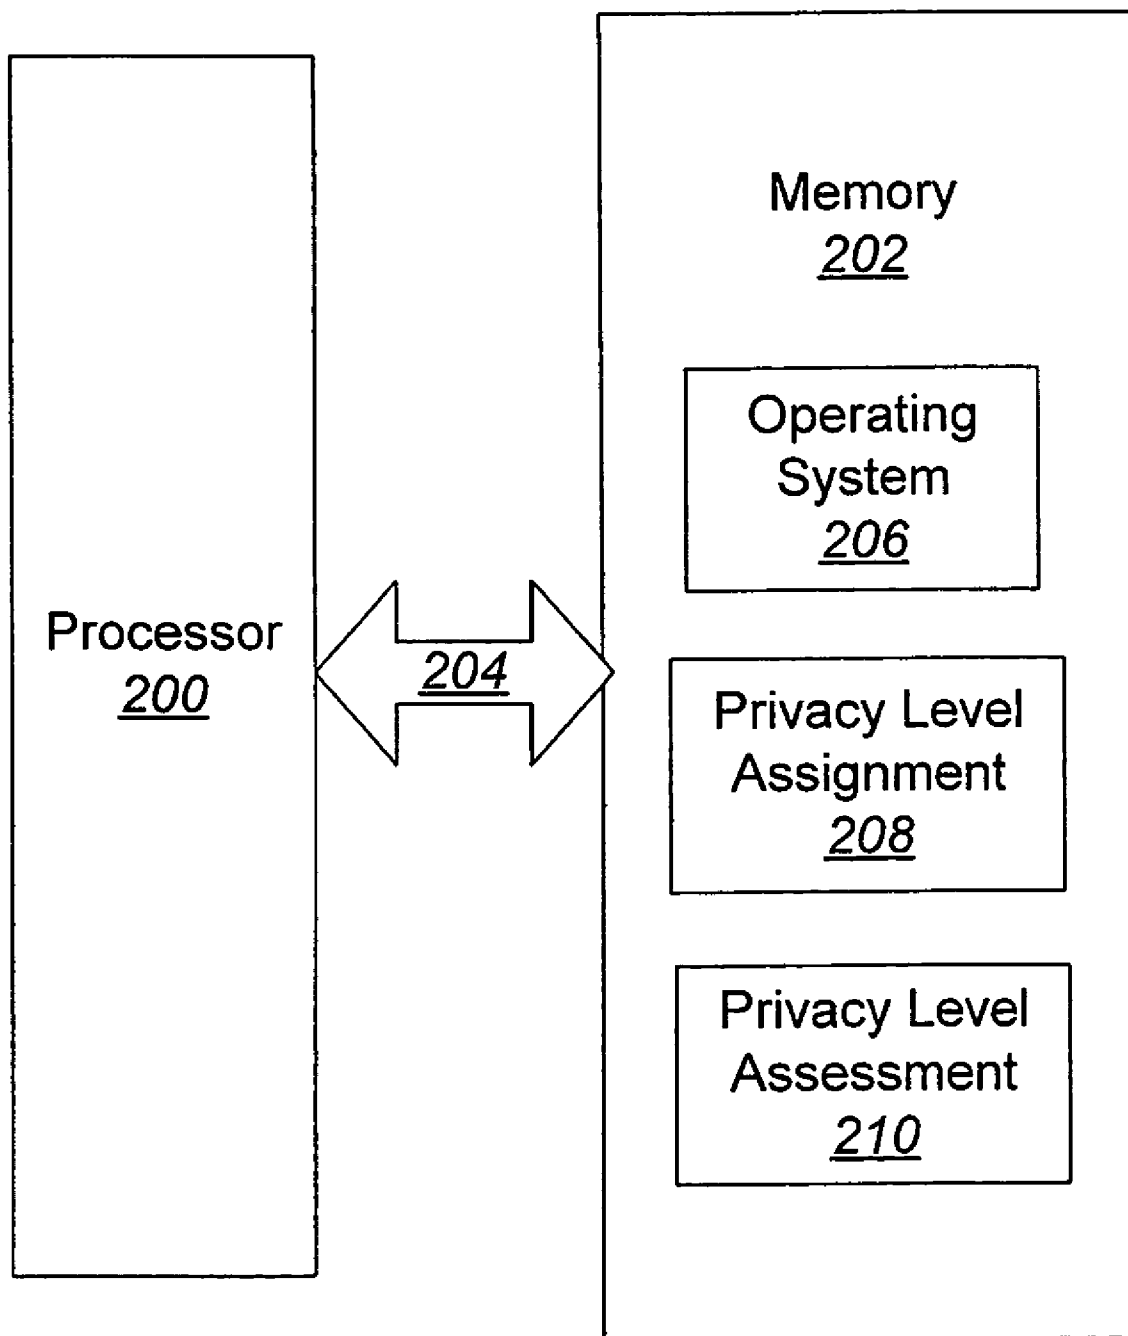 Memory
202
Operating
System
206
Processor
200
204
Privacy Level
Assignment
208
Privacy Level
Assessment
210